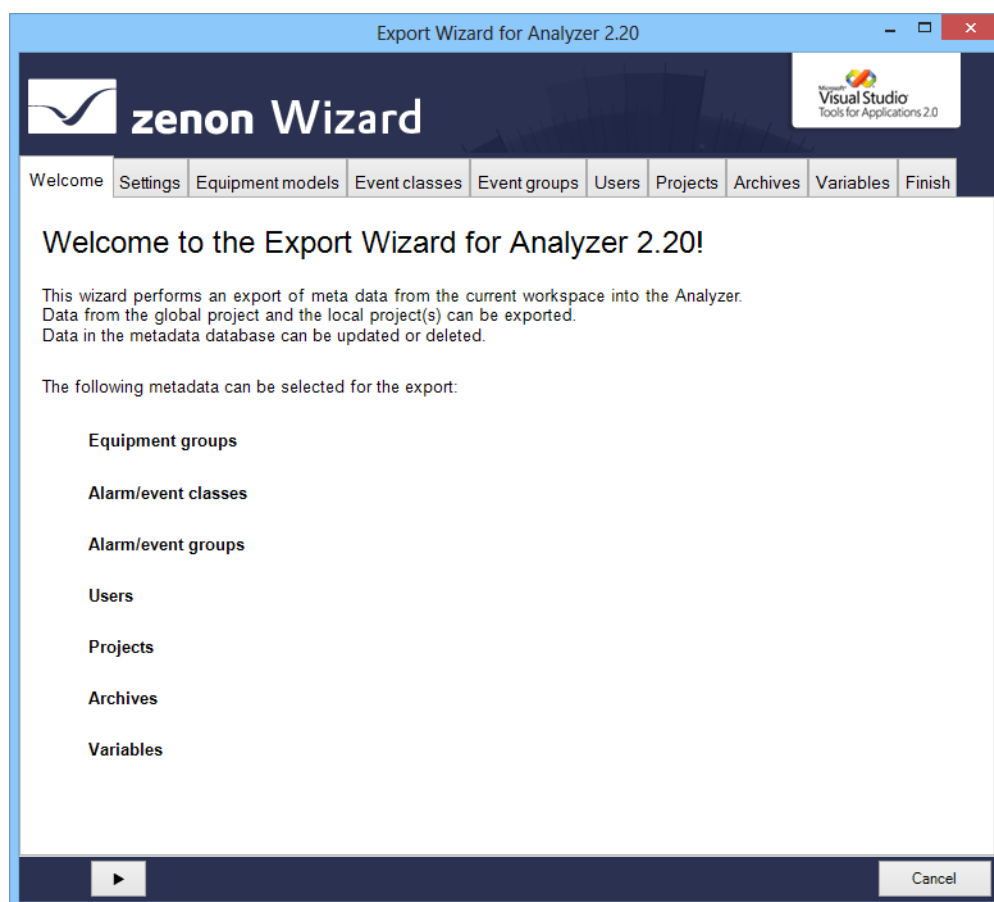 Export Wizard for Analyzer 2.20
zenon Wizard
Microsoft
Visual Studio
Tools for Applications 2.0
Welcome Settings Equipment models Event classes Event groups Users Projects Archives Variables Finish
Welcome to the Export Wizard for Analyzer 2.20!
This wizard performs an export of meta data from the current workspace into the Analyzer.
Data from the global project and the local project(s) can be exported.
Data in the metadata database can be updated or deleted.
The following metadata can be selected for the export:
Equipment groups
Alarm/event classes
Alarm/event groups
Users
Projects
Archives
Variables
Cancel